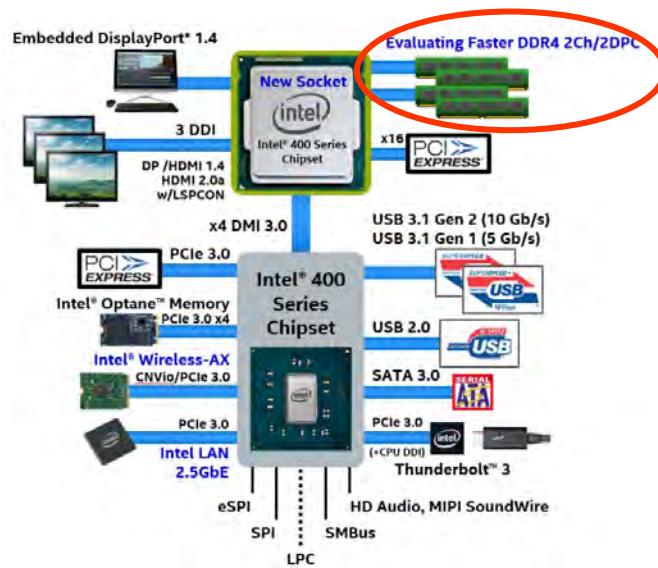 Embedded DisplayPort* 1.4
Evaluating Faster DDR4 2Ch/2DPC
New Socket
intel
Intel® 400 Series
Chipset
3 DDI
DP /HDMI 1.4
HDMI 2.0a
w/LSPCON
x16
PCI
EXPRESS
x4 DMI 3.0
USB 3.1 Gen 2 (10 Gb/s)
USB 3.1 Gen 1 (5 Gb/s)
PCI
EXPRESS
PCIe 3.0
Intel® 400
Series
Chipset
USB
Intel® Optane™ Memory
PCIe 3.0 x4
USB 2.0
USB
Intel® Wireless-AX
CNVio/PCIe 3.0
SATA 3.0
SERIAL
ATA
PCIe 3.0
Intel LAN
2.5GbE
intel
PCIe 3.0
(+CPU DDI)
intel
Thunderbolt™ 3
eSPI
SPI
LPC
SMBus
HD Audio, MIPI SoundWire